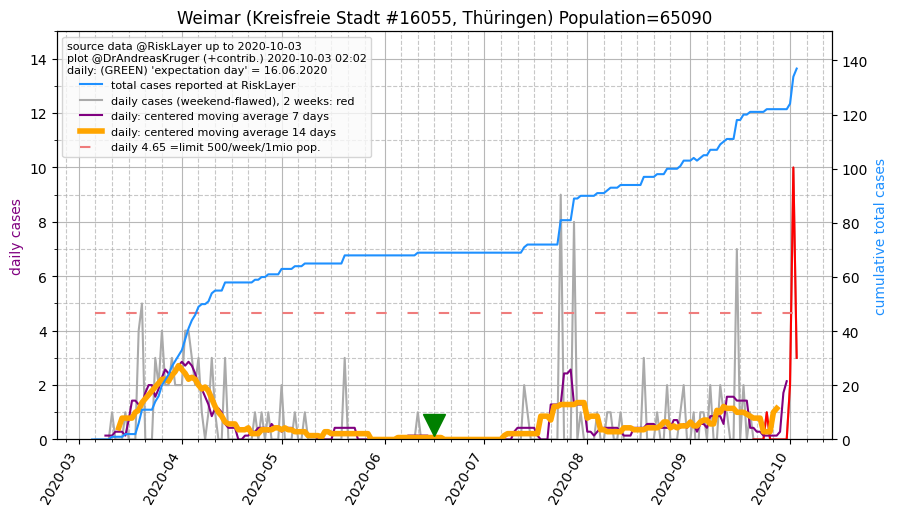 Weimar (Kreisfreie Stadt #16055, Thüringen) Population=65090
source data @RiskLayer up to 2020-10-03
plot @DrAndreasKruger (+contrib.) 2020-10-03 02:02
daily: (GREEN) 'expectation day' = 16.06.2020
total cases reported at RiskLayer
daily cases (weekend-flawed), 2 weeks: red
daily: centered moving average 7 days
daily: centered moving average 14 days
daily 4.65 =limit 500/week/1mio pop.
daily cases
14
12
10
8
6
4
2
0
140
120
100
80
60
40
20
0
cumulative total cases
2020-03
2020-04
2020-05
2020-06
2020-07
2020-08
2020-09
2020-10